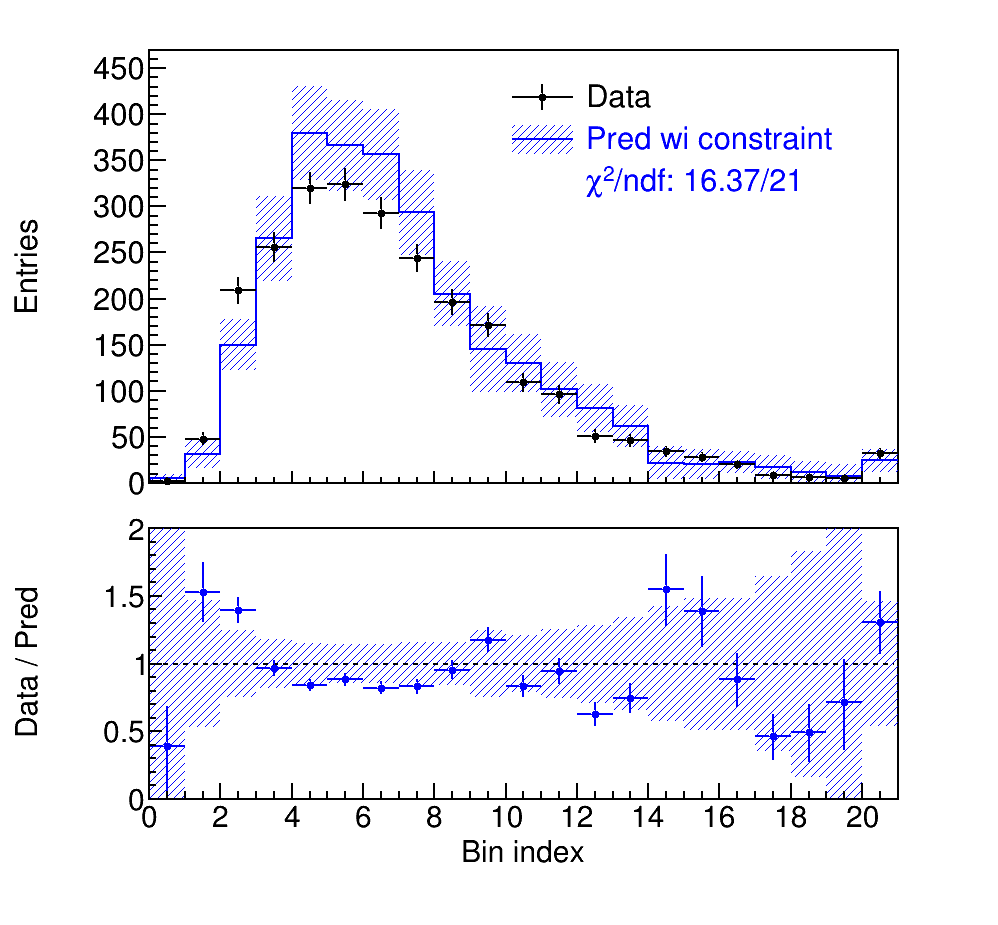 Entries
450
400
350
300
250
200
150
100
50
0
Data
Pred wi constraint
χ²/ndf: 16.37/21
Data / Pred
2
1.5
1
0.5
0
0 2 4 6 8 10 12 14 16 18 20
Bin index